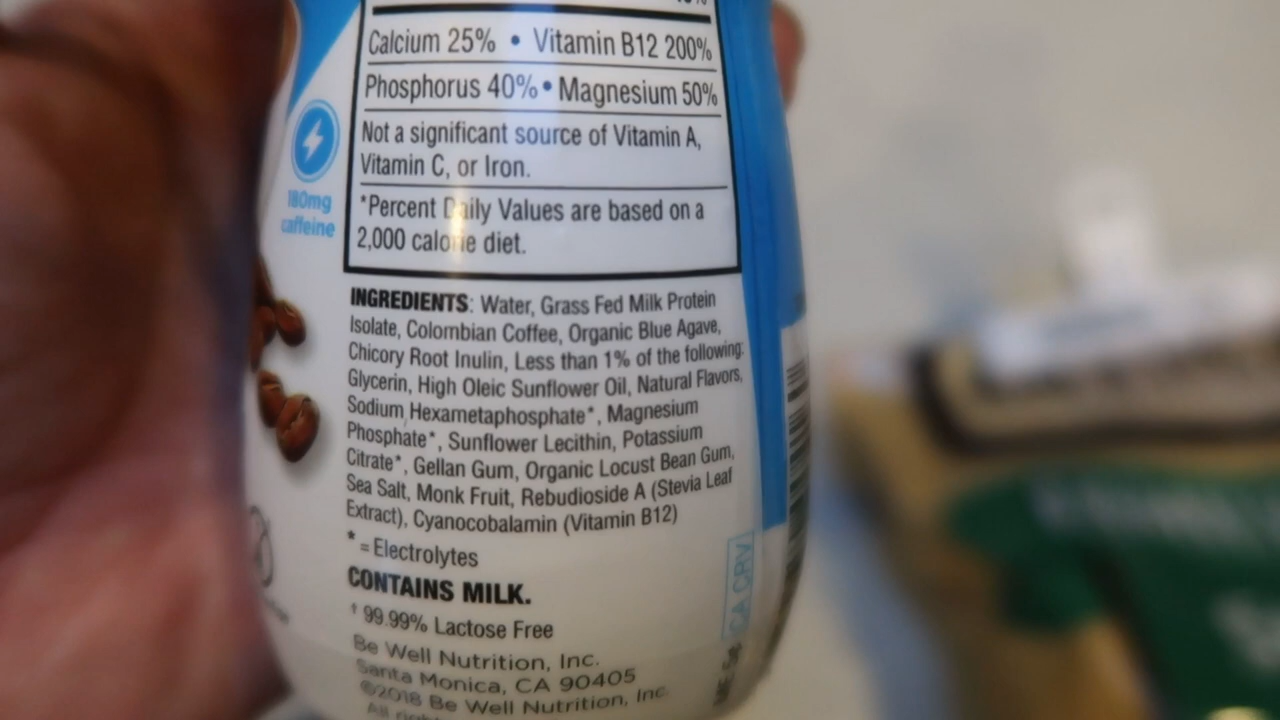 Calcium 25% • Vitamin B12 200%
Phosphorus 40% • Magnesium 50%
Not a significant source of Vitamin A,
Vitamin C, or Iron.
*Percent Daily Values are based on a
2,000 calorie diet.
180mg
caffeine
INGREDIENTS: Water, Grass Fed Milk Protein
Isolate, Colombian Coffee, Organic Blue Agave,
Chicory Root Inulin, Less than 1% of the following:
Glycerin, High Oleic Sunflower Oil, Natural Flavors,
Sodium Hexametaphosphate*, Magnesium
Phosphate*, Sunflower Lecithin, Potassium
Citrate*, Gellan Gum, Organic Locust Bean Gum,
Sea Salt, Monk Fruit, Rebudioside A (Stevia Leaf
Extract), Cyanocobalamin (Vitamin B12)
* = Electrolytes
CONTAINS MILK.
† 99.99% Lactose Free
Be Well Nutrition, Inc.
Santa Monica, CA 90405
©2018 Be Well Nutrition, Inc.
All
CA CRV
ME 5¢